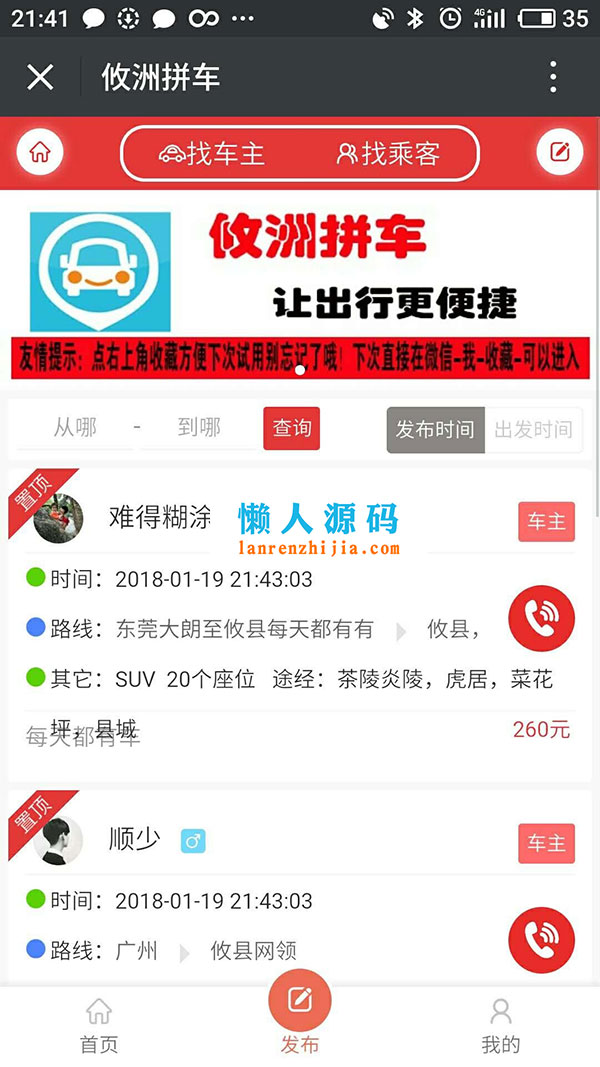 21:41 4G 35
攸洲拼车
找车主 找乘客
攸洲拼车
让出行更便捷
友情提示：点右上角收藏方便下次试用别忘记了哦！下次直接在微信-我-收藏-可以进入
从哪 - 到哪 查询 发布时间 出发时间
置顶
难得糊涂 车主
懒人源码
lanrenzhijia.com
时间：2018-01-19 21:43:03
路线：东莞大朗至攸县每天都有有 攸县，
其它：SUV 20个座位 途经：茶陵炎陵，虎居，菜花
坪，县城
每天都有车 260元
置顶
顺少 车主
时间：2018-01-19 21:43:03
路线：广州 攸县网领
首页 发布 我的